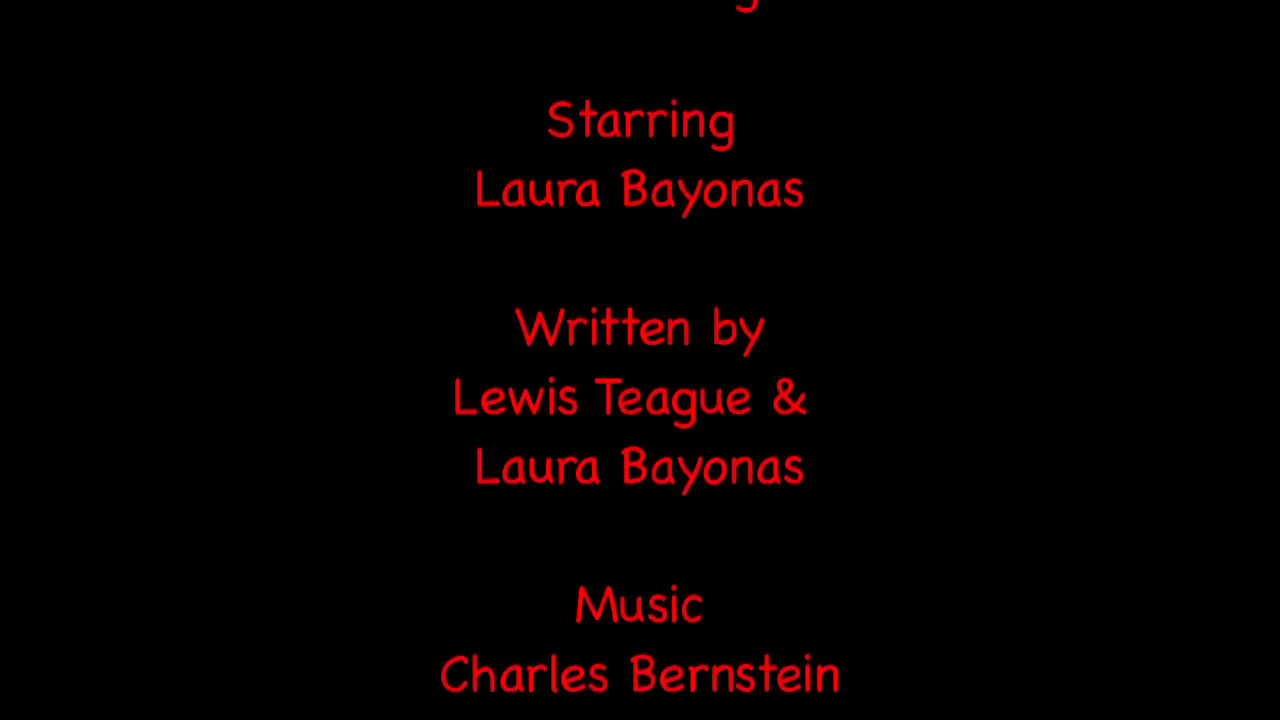 Starring
Laura Bayonas
Written by
Lewis Teague &
Laura Bayonas
Music
Charles Bernstein